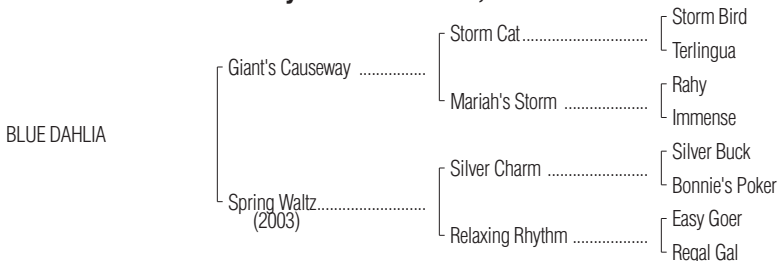 Storm Bird
Storm Cat
Terlingua
Giant's Causeway
Rahy
Mariah's Storm
Immense
BLUE DAHLIA
Silver Buck
Silver Charm
Bonnie's Poker
Spring Waltz
(2003)
Easy Goer
Relaxing Rhythm
Regal Gal